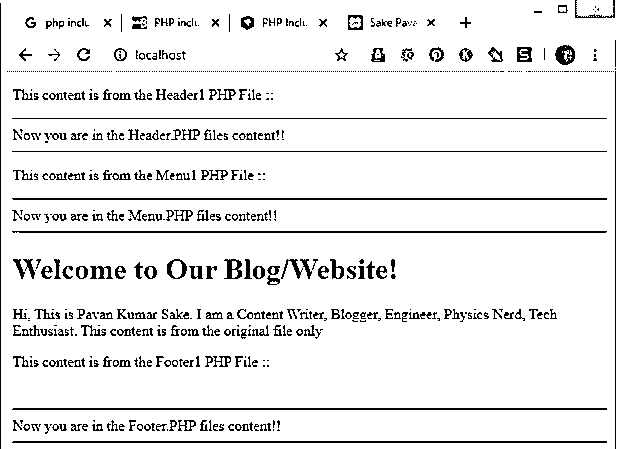 php inclu
PHP inclu
PHP Inclu
Sake Pava
localhost
This content is from the Header1 PHP File ::
Now you are in the Header.PHP files content!!
This content is from the Menu1 PHP File ::
Now you are in the Menu.PHP files content!!
Welcome to Our Blog/Website!
Hi, This is Pavan Kumar Sake. I am a Content Writer, Blogger, Engineer, Physics Nerd, Tech
Enthusiast. This content is from the original file only
This content is from the Footer1 PHP File ::
Now you are in the Footer.PHP files content!!